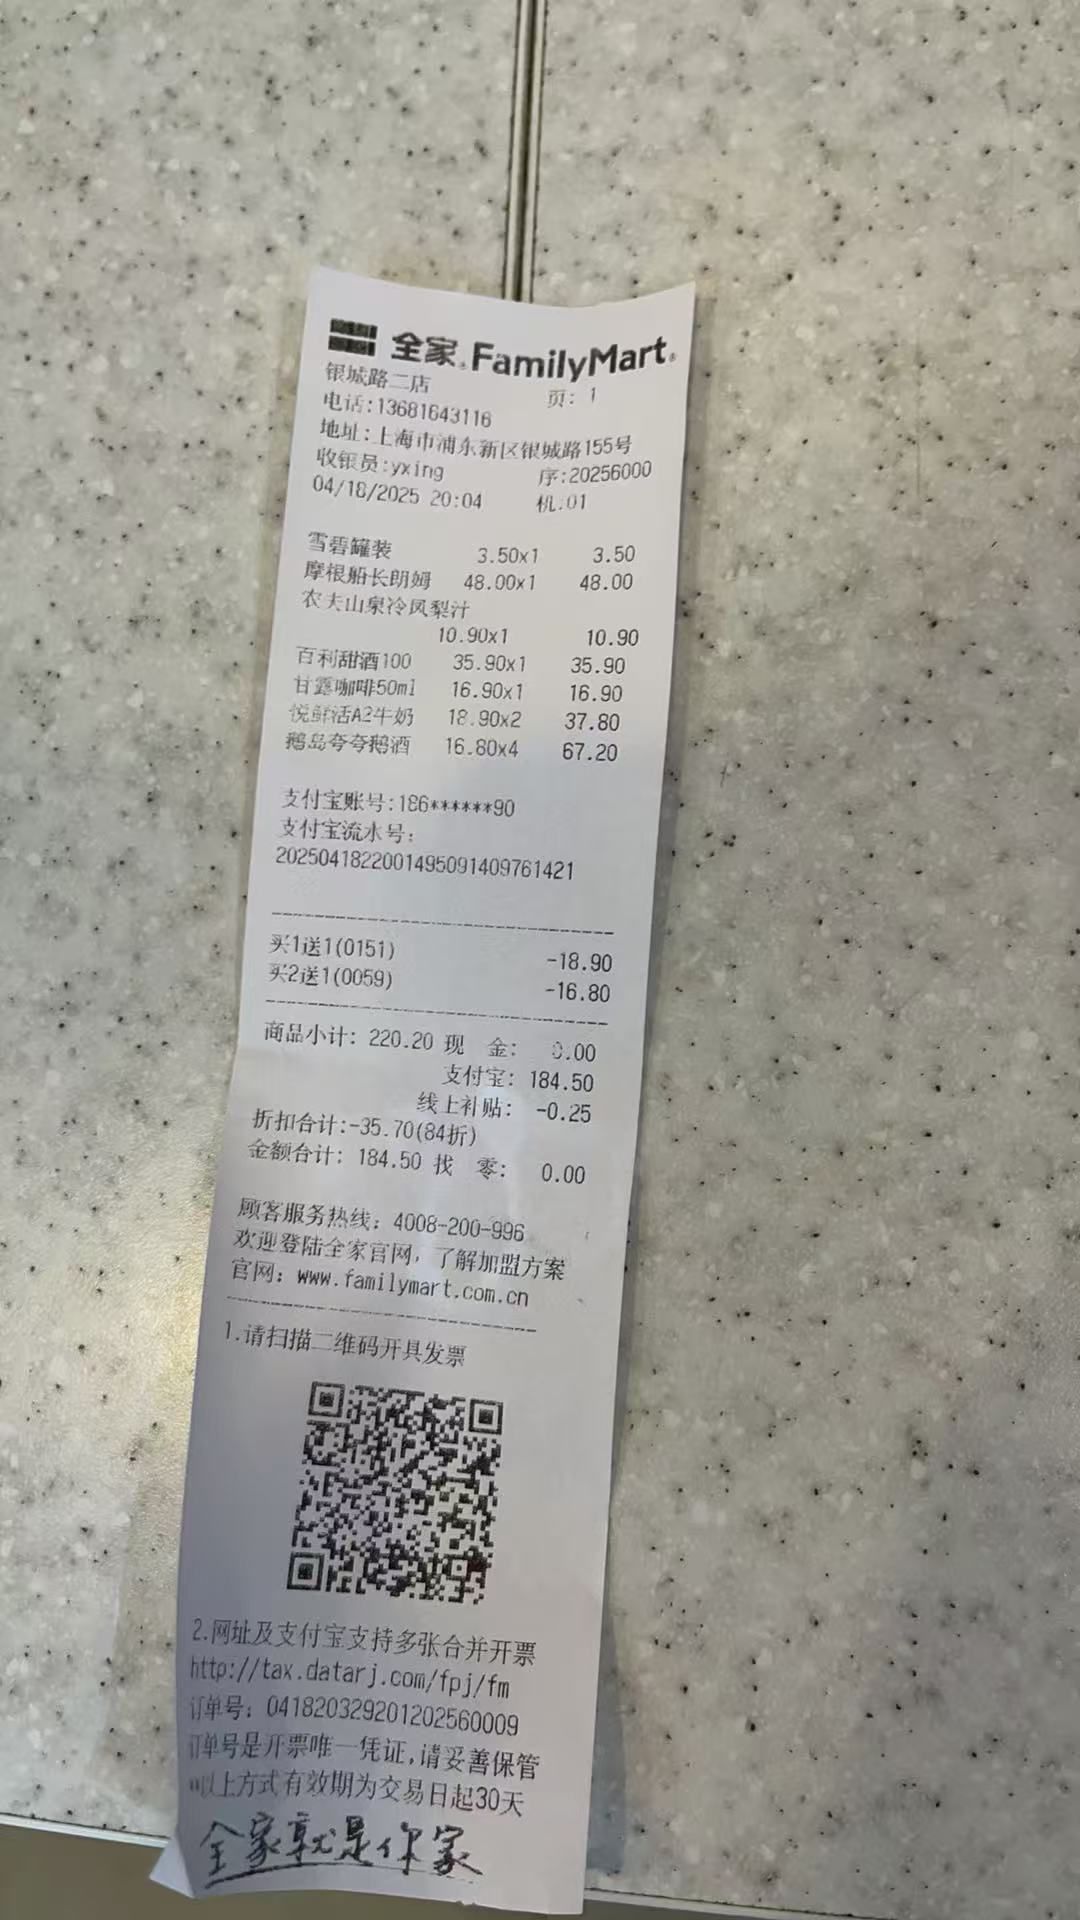 全家 FamilyMart
银城路二店 页: 1
电话:13681643116
地址:上海市浦东新区银城路155号
收银员:yxing 序:20256000
04/18/2025 20:04 机:01
雪碧罐装 3.50x1 3.50
摩根船长朗姆 48.00x1 48.00
农夫山泉冷凤梨汁
10.90x1 10.90
百利甜酒100 35.90x1 35.90
甘露咖啡50ml 16.90x1 16.90
悦鲜活A2牛奶 18.90x2 37.80
鹅岛夸夸鹅酒 16.80x4 67.20
支付宝账号:186******90
支付宝流水号:
2025041822001495091409761421
买1送1(0151) -18.90
买2送1(0059) -16.80
商品小计: 220.20 现 金: 0.00
支付宝: 184.50
线上补贴: -0.25
折扣合计:-35.70(84折)
金额合计: 184.50 找 零: 0.00
顾客服务热线: 4008-200-996
欢迎登陆全家官网, 了解加盟方案
官网: www.familymart.com.cn
1.请扫描二维码开具发票
2.网址及支付宝支持多张合并开票
http://tax.datarj.com/fpj/fm
订单号: 0418203292012025600​09
订单号是开票唯一凭证,请妥善保管
**以上方式有效期为交易日起30天
全家就是你家